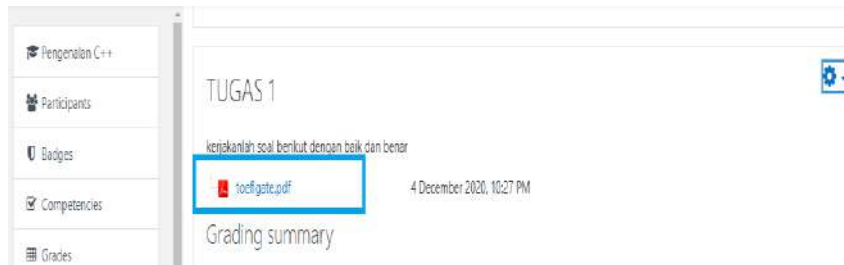 Pengenalan C++
Participants
Badges
Competencies
Grades
TUGAS 1
kerjakanlah soal berikut dengan baik dan benar
toeflgate.pdf 4 December 2020, 10:27 PM
Grading summary